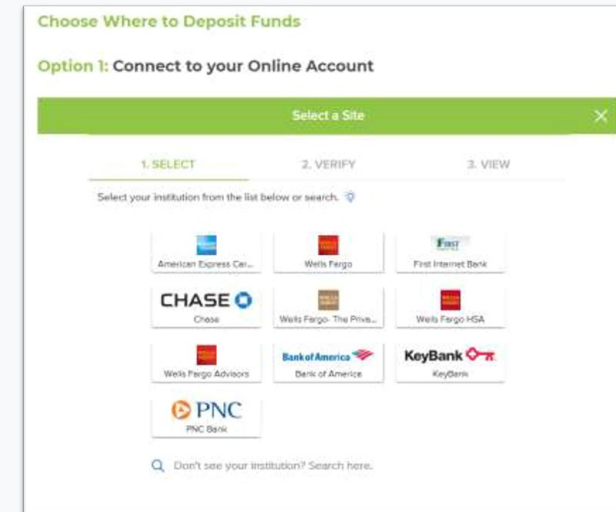 Choose Where to Deposit Funds
Option 1: Connect to your Online Account
Select a Site
1. SELECT 2. VERIFY 3. VIEW
Select your institution from the list below or search.
American Express Car... Wells Fargo First Internet Bank
CHASE
Chase Wells Fargo- The Priva... Wells Fargo HSA
Bank of America KeyBank
Wells Fargo Advisors Bank of America KeyBank
PNC
PNC Bank
Don't see your institution? Search here.